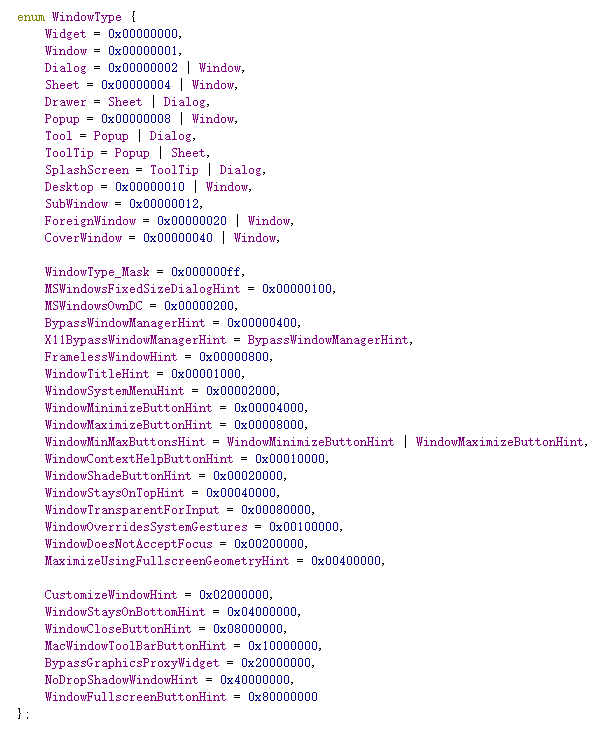 enum WindowType {
Widget = 0x00000000,
Window = 0x00000001,
Dialog = 0x00000002 | Window,
Sheet = 0x00000004 | Window,
Drawer = Sheet | Dialog,
Popup = 0x00000008 | Window,
Tool = Popup | Dialog,
ToolTip = Popup | Sheet,
SplashScreen = ToolTip | Dialog,
Desktop = 0x00000010 | Window,
SubWindow = 0x00000012,
ForeignWindow = 0x00000020 | Window,
CoverWindow = 0x00000040 | Window,
WindowType_Mask = 0x000000ff,
MSWindowsFixedSizeDialogHint = 0x00000100,
MSWindowsOwnDC = 0x00000200,
BypassWindowManagerHint = 0x00000400,
X11BypassWindowManagerHint = BypassWindowManagerHint,
FramelessWindowHint = 0x00000800,
WindowTitleHint = 0x00001000,
WindowSystemMenuHint = 0x00002000,
WindowMinimizeButtonHint = 0x00004000,
WindowMaximizeButtonHint = 0x00008000,
WindowMinMaxButtonsHint = WindowMinimizeButtonHint | WindowMaximizeButtonHint,
WindowContextHelpButtonHint = 0x00010000,
WindowShadeButtonHint = 0x00020000,
WindowStaysOnTopHint = 0x00040000,
WindowTransparentForInput = 0x00080000,
WindowOverridesSystemGestures = 0x00100000,
WindowDoesNotAcceptFocus = 0x00200000,
MaximizeUsingFullscreenGeometryHint = 0x00400000,
CustomizeWindowHint = 0x02000000,
WindowStaysOnBottomHint = 0x04000000,
WindowCloseButtonHint = 0x08000000,
MacWindowToolBarButtonHint = 0x10000000,
BypassGraphicsProxyWidget = 0x20000000,
NoDropShadowWindowHint = 0x40000000,
WindowFullscreenButtonHint = 0x80000000
};